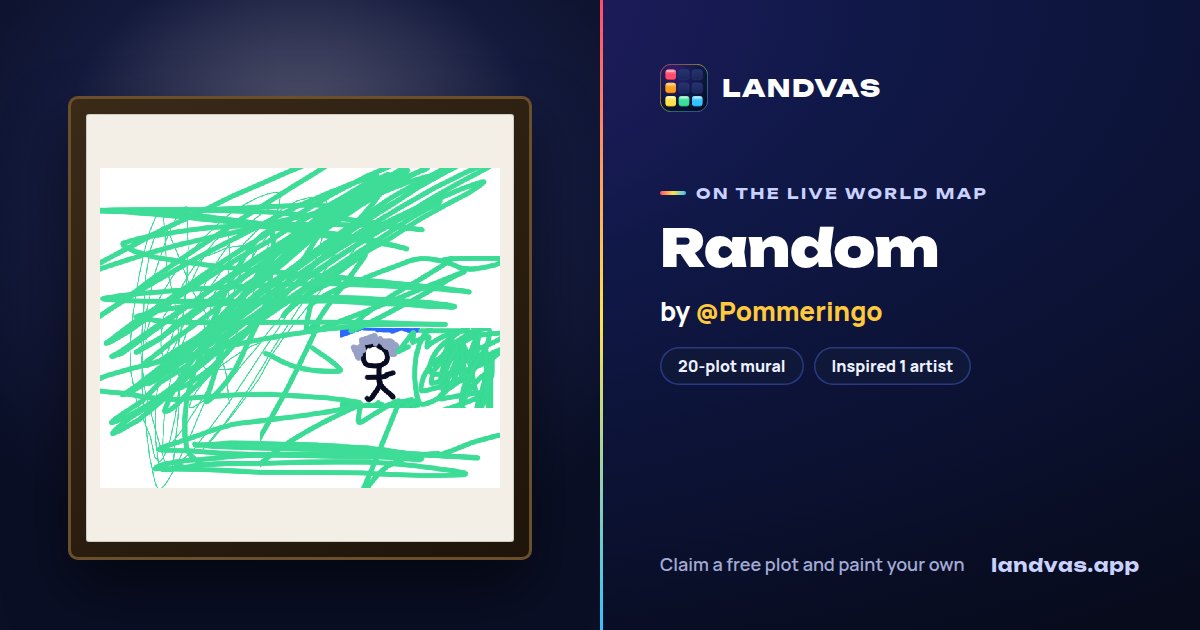 LANDVAS
ON THE LIVE WORLD MAP
Random
by @Pommeringo
20-plot mural Inspired 1 artist
Claim a free plot and paint your own landvas.app